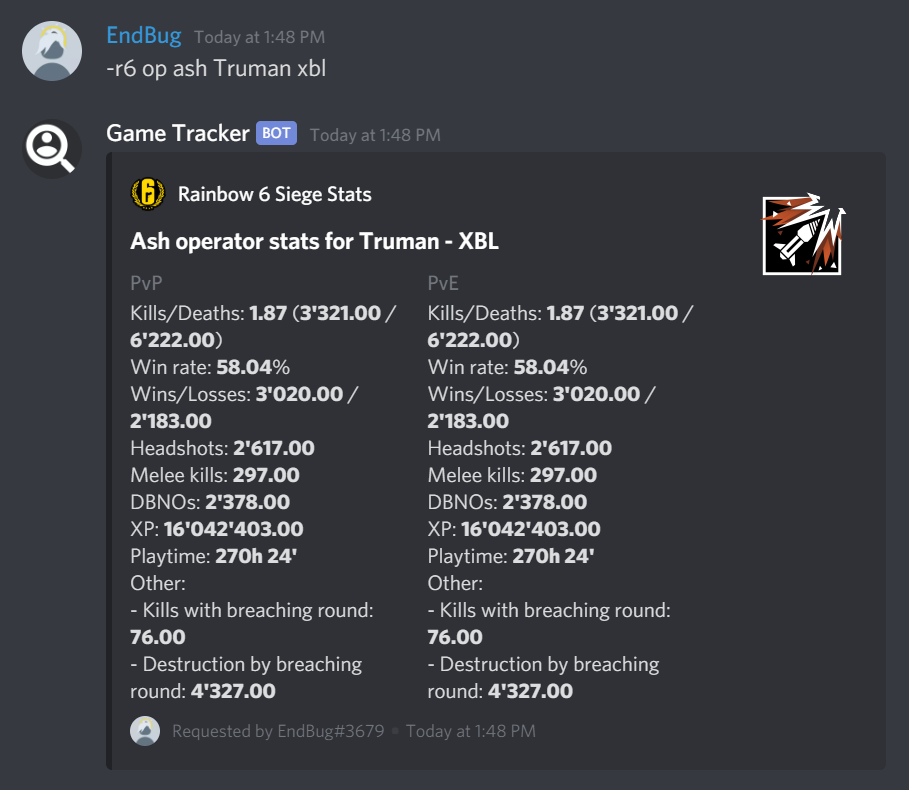 EndBug Today at 1:48 PM
-r6 op ash Truman xbl
Game Tracker BOT Today at 1:48 PM
6 Rainbow 6 Siege Stats
Ash operator stats for Truman - XBL
PvP
Kills/Deaths: 1.87 (3'321.00 /
6'222.00)
Win rate: 58.04%
Wins/Losses: 3'020.00 /
2'183.00
Headshots: 2'617.00
Melee kills: 297.00
DBNOs: 2'378.00
XP: 16'042'403.00
Playtime: 270h 24'
Other:
- Kills with breaching round:
76.00
- Destruction by breaching
round: 4'327.00
PvE
Kills/Deaths: 1.87 (3'321.00 /
6'222.00)
Win rate: 58.04%
Wins/Losses: 3'020.00 /
2'183.00
Headshots: 2'617.00
Melee kills: 297.00
DBNOs: 2'378.00
XP: 16'042'403.00
Playtime: 270h 24'
Other:
- Kills with breaching round:
76.00
- Destruction by breaching
round: 4'327.00
Requested by EndBug#3679 ▪ Today at 1:48 PM